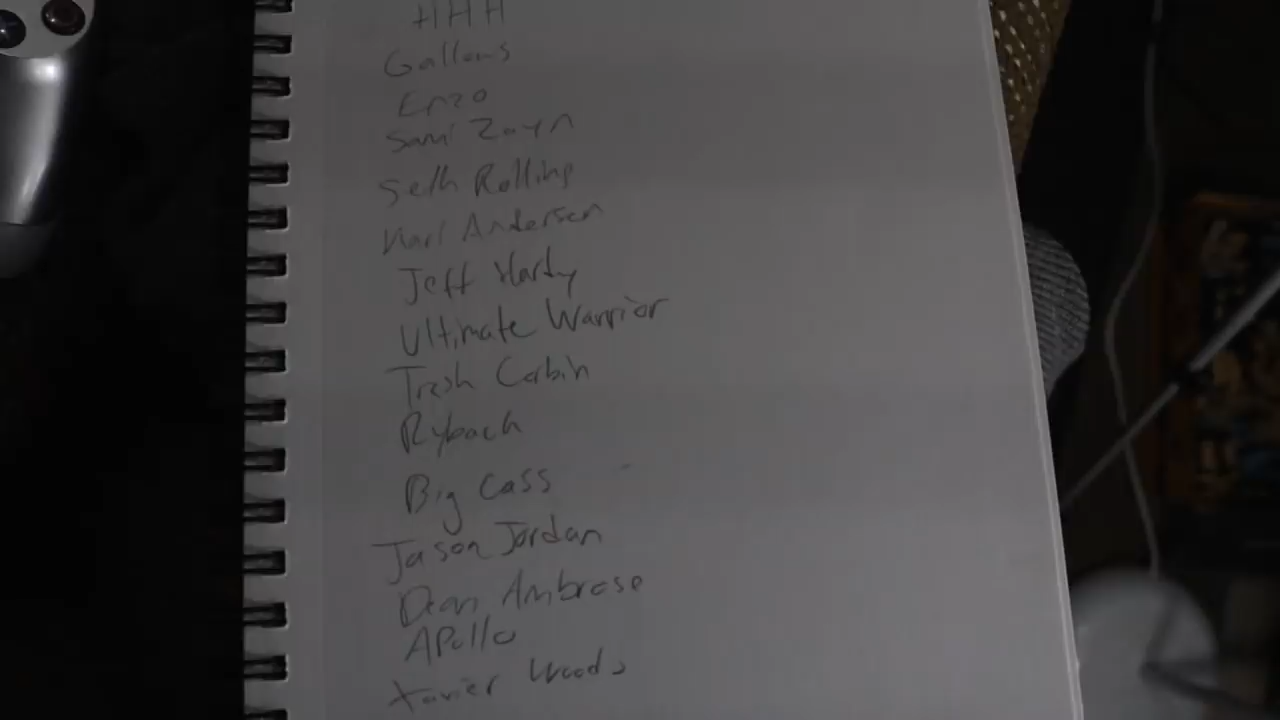 HHH
Gallows
Enzo
Sami Zayn
Seth Rollins
Karl Anderson
Jeff Hardy
Ultimate Warrior
Trash Corbin
Ryback
Big Cass
Jason Jordan
Dean Ambrose
Apollo
Xavier Woods